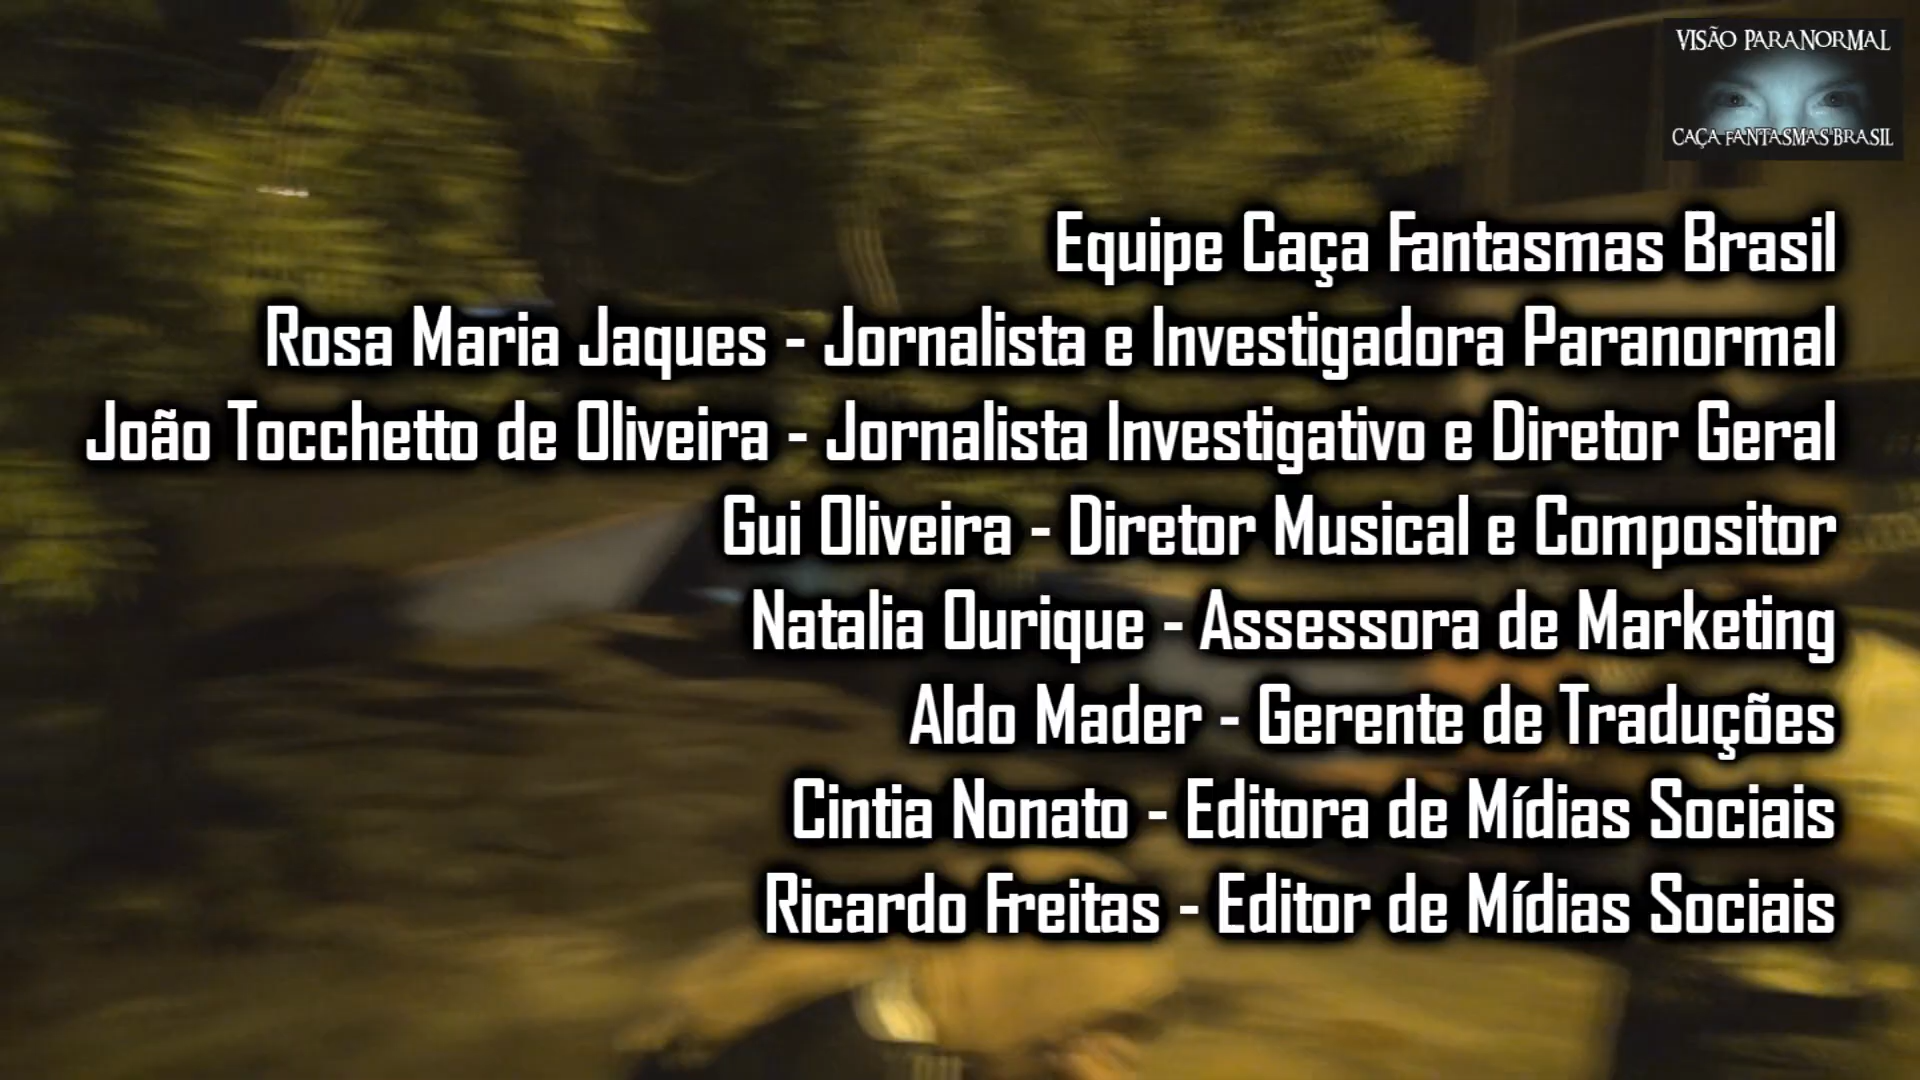 VISÃO PARANORMAL
CAÇA FANTASMAS BRASIL
Equipe Caça Fantasmas Brasil
Rosa Maria Jaques - Jornalista e Investigadora Paranormal
João Tocchetto de Oliveira - Jornalista Investigativo e Diretor Geral
Gui Oliveira - Diretor Musical e Compositor
Natalia Ourique - Assessora de Marketing
Aldo Mader - Gerente de Traduções
Cintia Nonato - Editora de Mídias Sociais
Ricardo Freitas - Editor de Mídias Sociais